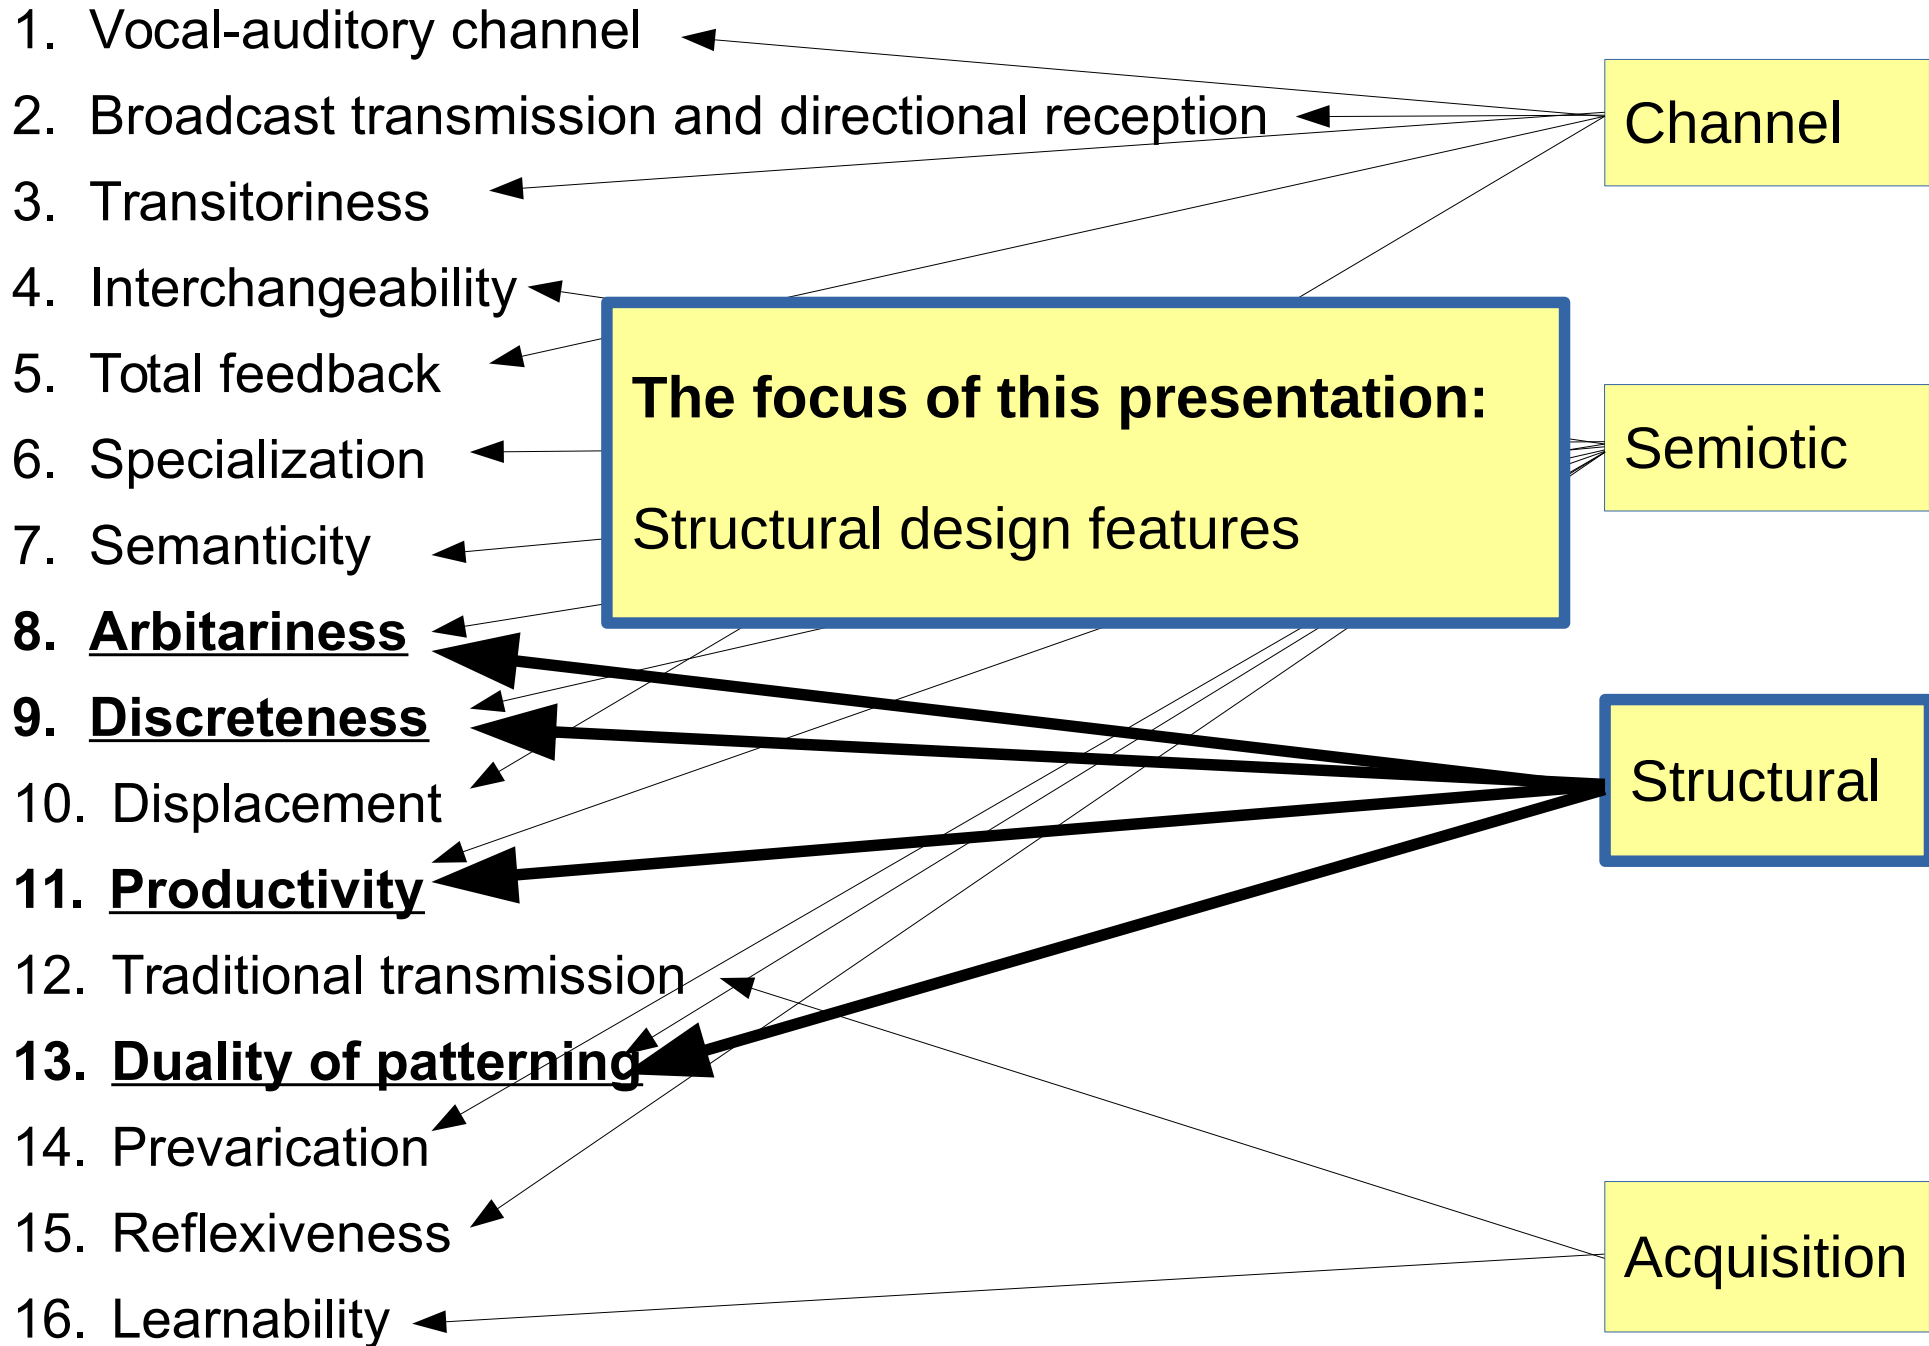 1. Vocal-auditory channel
2. Broadcast transmission and directional reception
3. Transitoriness
4. Interchangeability
5. Total feedback
6. Specialization
7. Semanticity
8. Arbitariness
9. Discreteness
10. Displacement
11. Productivity
12. Traditional transmission
13. Duality of patterning
14. Prevarication
15. Reflexiveness
16. Learnability
The focus of this presentation:
Structural design features
Channel
Semiotic
Structural
Acquisition